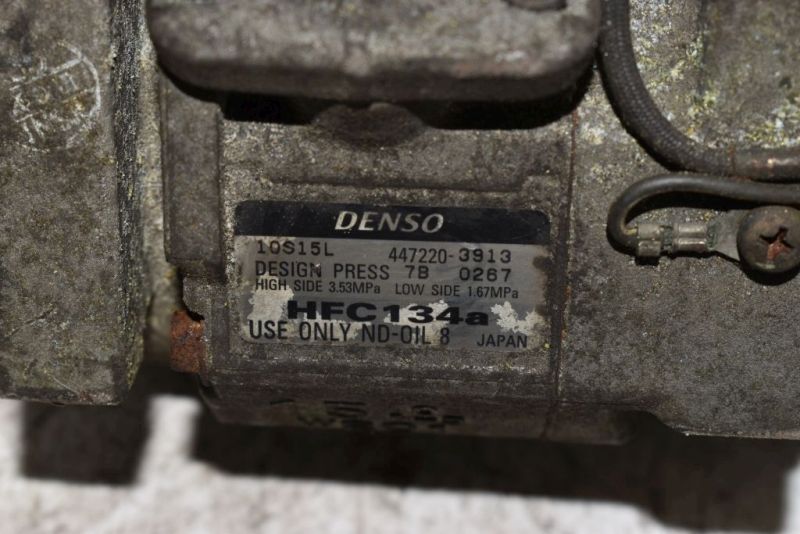 DENSO
10S15L 447220-3913
DESIGN PRESS 7B 0267
HIGH SIDE 3.53MPa LOW SIDE 1.67MPa
HFC134a
USE ONLY ND-OIL 8 JAPAN